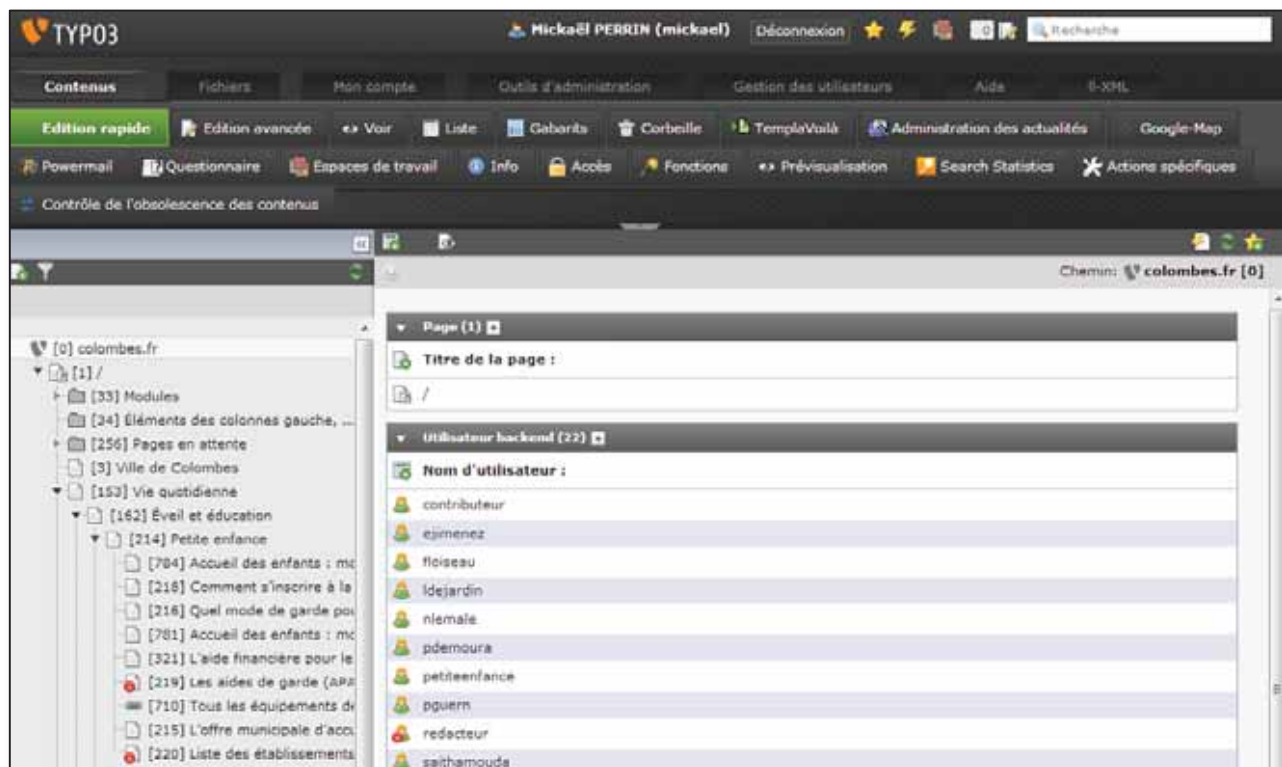 TYPO3 Mickaël PERRIN (mickael) Déconnexion 0 Recherche
Contenus Fichiers Mon compte Outils d'administration Gestion des utilisateurs Aide
Edition rapide Edition avancée Voir Liste Gabarits Corbeille TemplaVoilà Administration des actualités Google-Map
Powermail Questionnaire Espaces de travail Info Accès Fonctions Prévisualisation Search Statistics Actions spécifiques
Contrôle de l'obsolescence des contenus
Chemin: colombes.fr [0]
[0] colombes.fr
[1] /
[33] Modules
[34] Éléments des colonnes gauche, ...
[256] Pages en attente
[3] Ville de Colombes
[153] Vie quotidienne
[162] Éveil et éducation
[214] Petite enfance
[784] Accueil des enfants : mo
[218] Comment s'inscrire à la
[216] Quel mode de garde pou
[781] Accueil des enfants : mo
[321] L'aide financière pour le
[219] Les aides de garde (APA
[710] Tous les équipements de
[215] L'offre municipale d'accu
[220] Liste des établissements
Page (1)
Titre de la page :
/
Utilisateur backend (22)
Nom d'utilisateur :
contributeur
ejimenez
floiseau
ldejardin
nlemale
pdemoura
petiteenfance
pguern
redacteur
saithamouda